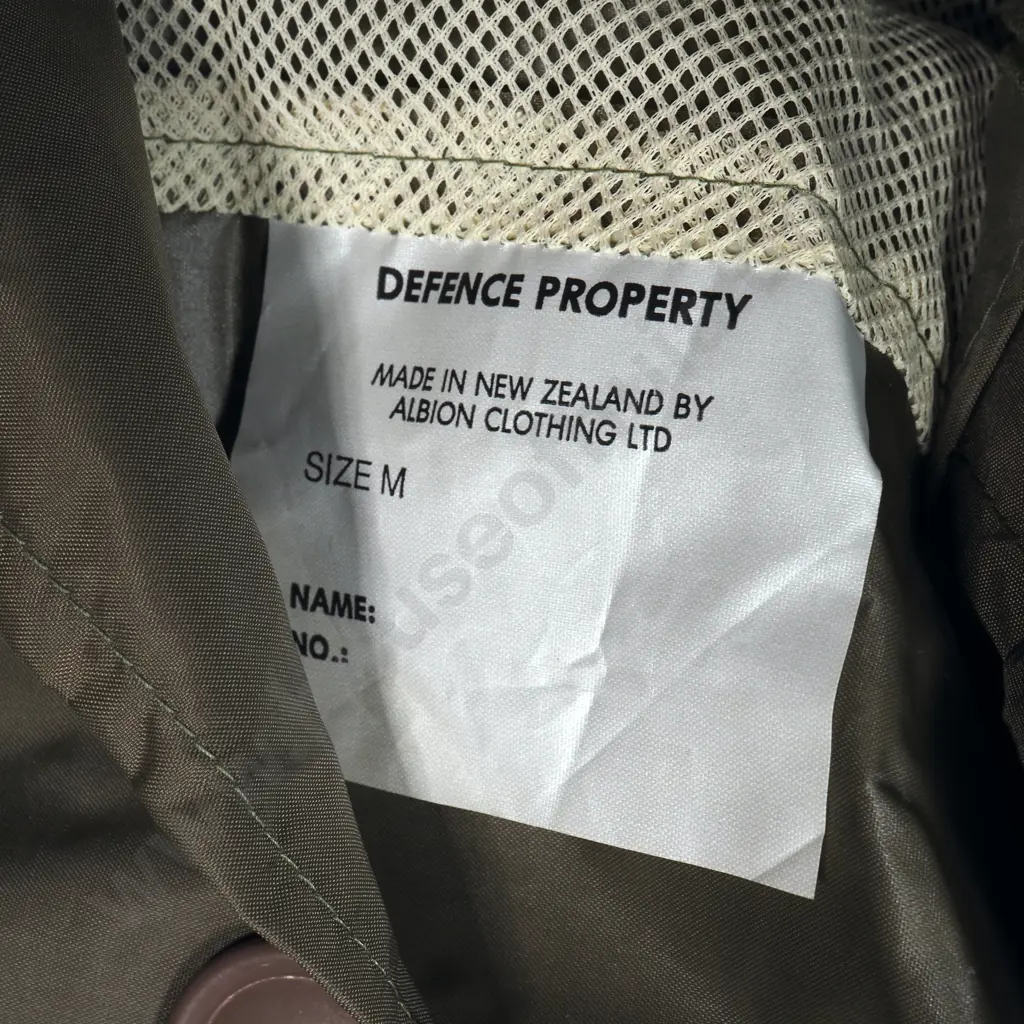 DEFENCE PROPERTY
MADE IN NEW ZEALAND BY
ALBION CLOTHING LTD
SIZE M
NAME:
NO.: